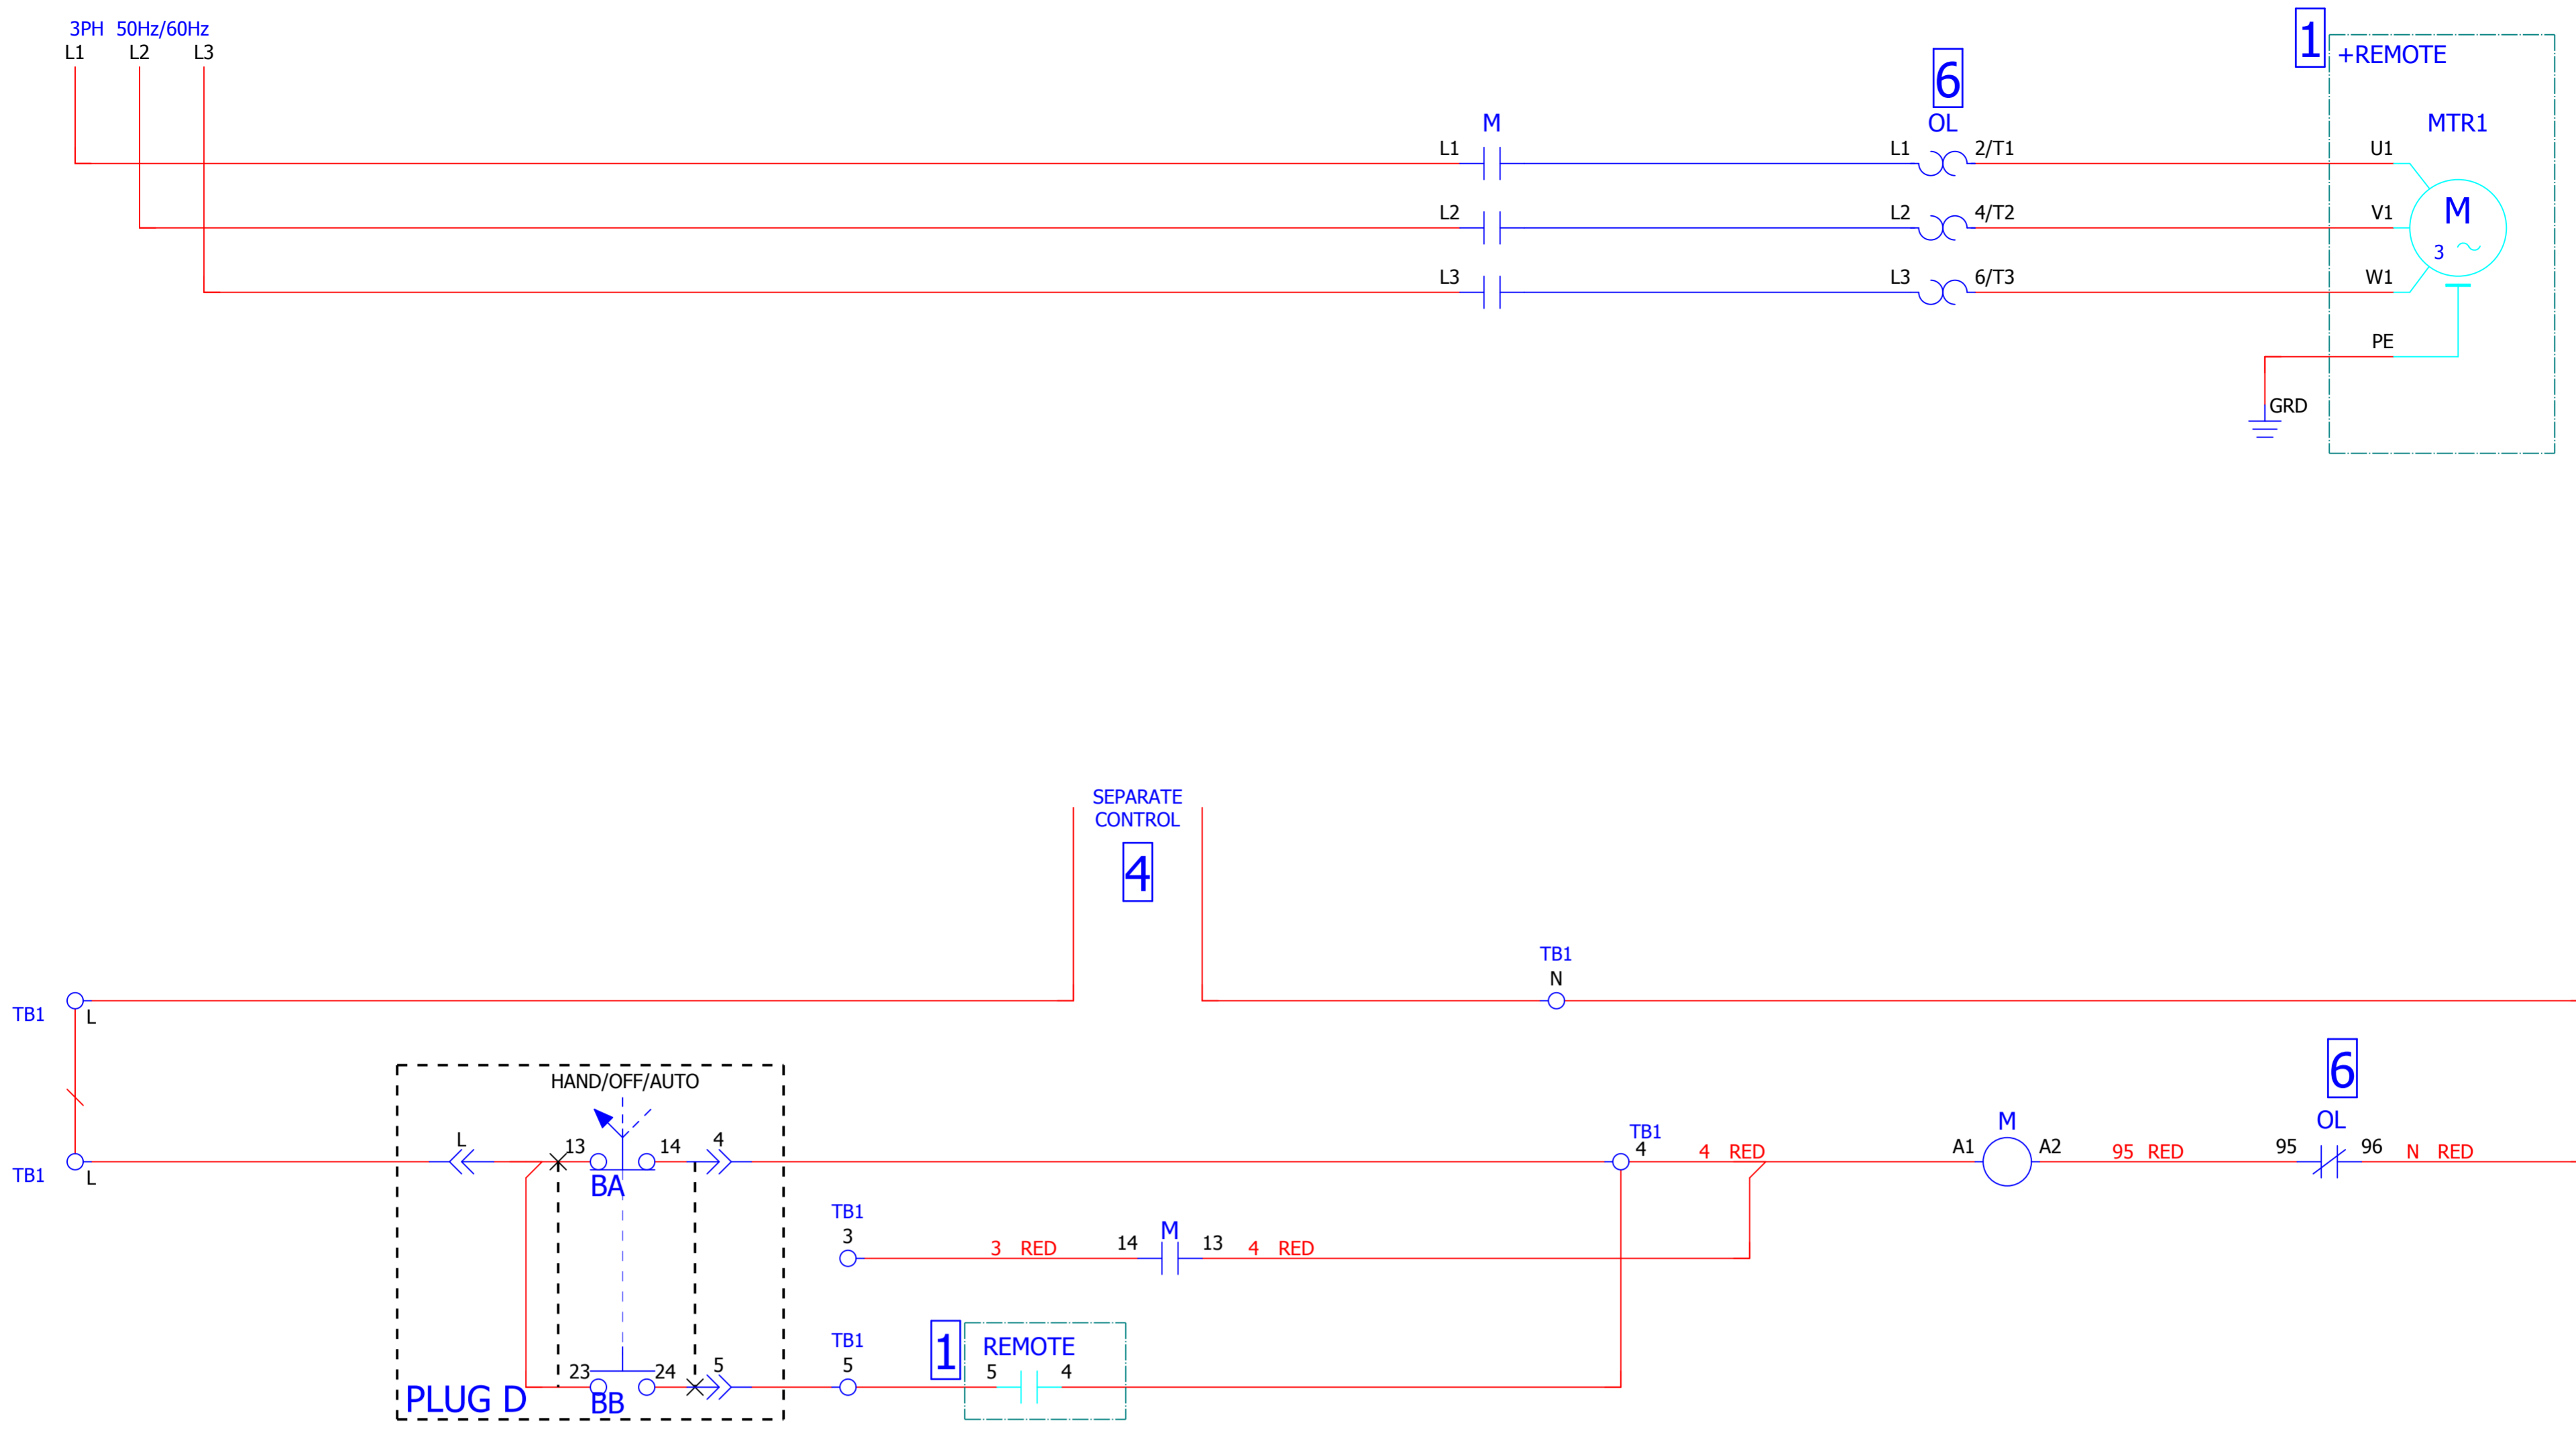 3PH 50Hz/60Hz
L1 L2 L3
1
+REMOTE
6
M OL MTR1
L1 L1 2/T1 U1
L2 L2 4/T2 V1
M
3
L3 L3 6/T3 W1
PE
GRD
SEPARATE
CONTROL
4
TB1
N
TB1 L
6
HAND/OFF/AUTO
L 13 14 4
TB1
4
4 RED
M
A1 A2
95 RED
OL
95 96
N RED
TB1 L
BA
TB1
3
3 RED
M
14 13
4 RED
TB1
5
1
REMOTE
5 4
23 24 5
BB
PLUG D